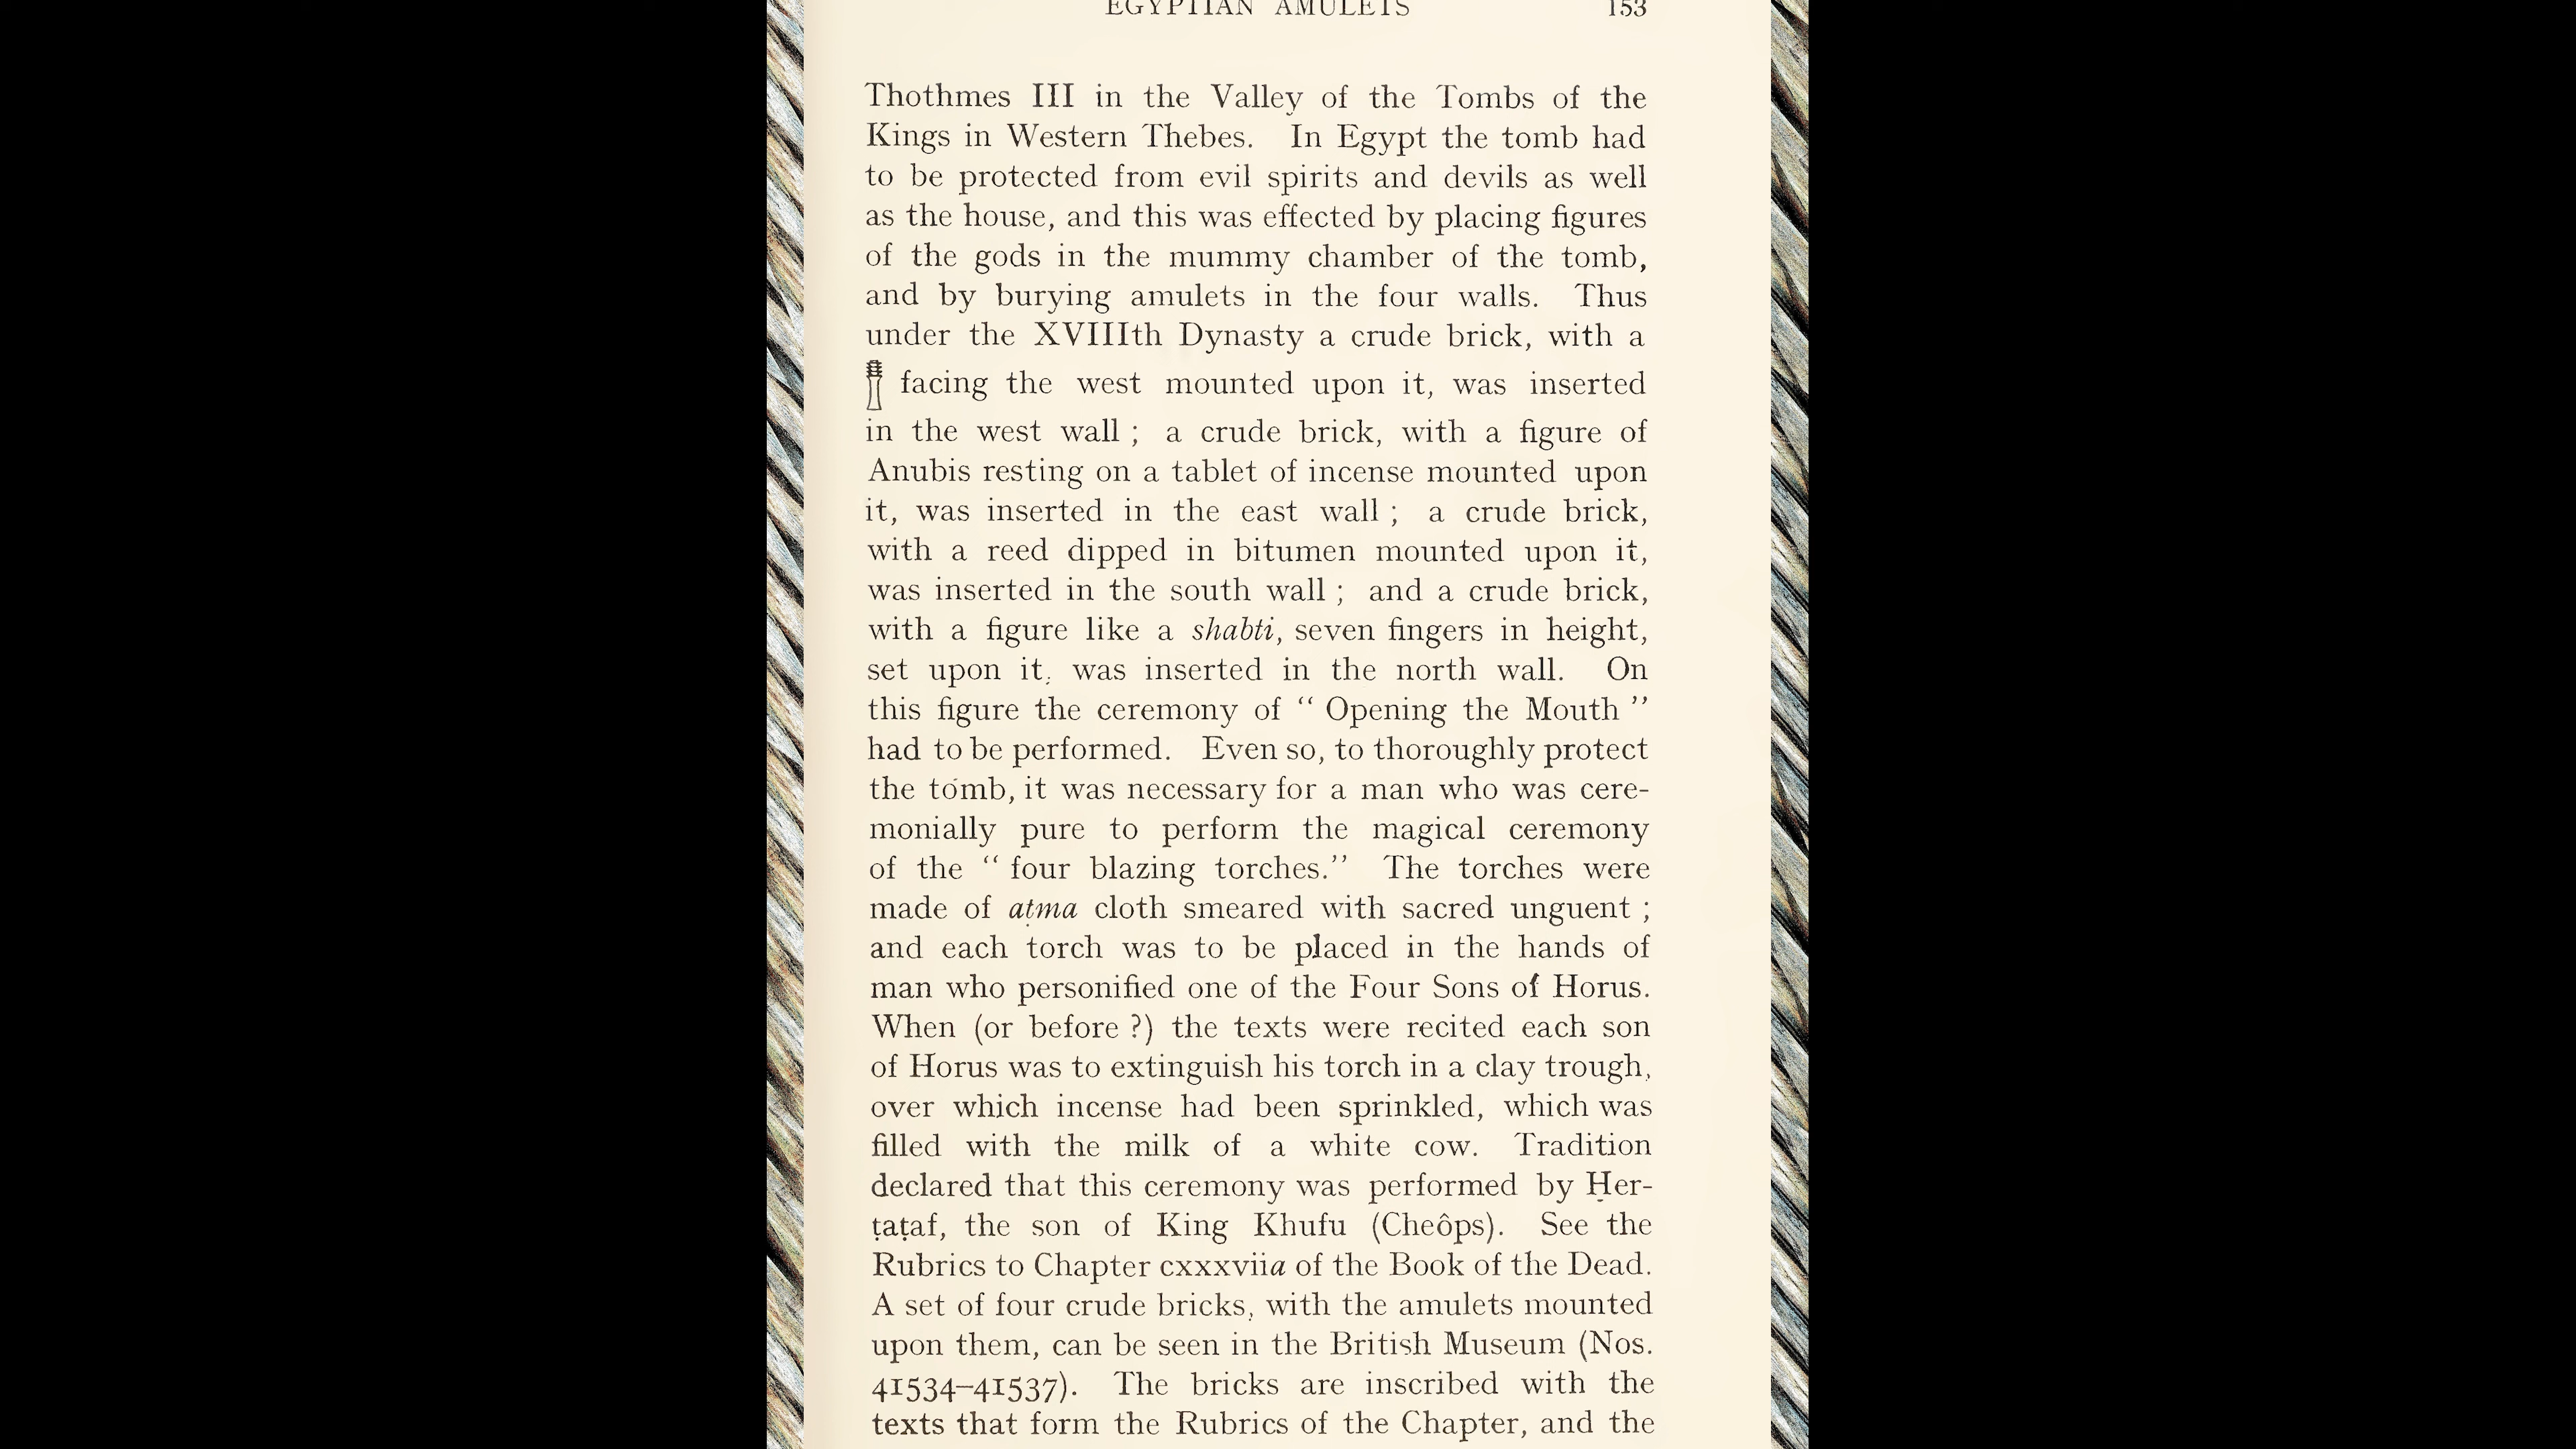 EGYPTIAN AMULETS 153
Thothmes III in the Valley of the Tombs of the
Kings in Western Thebes. In Egypt the tomb had
to be protected from evil spirits and devils as well
as the house, and this was effected by placing figures
of the gods in the mummy chamber of the tomb,
and by burying amulets in the four walls. Thus
under the XVIIIth Dynasty a crude brick, with a
𓊽 facing the west mounted upon it, was inserted
in the west wall ; a crude brick, with a figure of
Anubis resting on a tablet of incense mounted upon
it, was inserted in the east wall ; a crude brick,
with a reed dipped in bitumen mounted upon it,
was inserted in the south wall ; and a crude brick,
with a figure like a shabti, seven fingers in height,
set upon it, was inserted in the north wall. On
this figure the ceremony of “ Opening the Mouth ”
had to be performed. Even so, to thoroughly protect
the tomb, it was necessary for a man who was cere-
monially pure to perform the magical ceremony
of the “ four blazing torches.” The torches were
made of aṭma cloth smeared with sacred unguent ;
and each torch was to be placed in the hands of
man who personified one of the Four Sons of Horus.
When (or before ?) the texts were recited each son
of Horus was to extinguish his torch in a clay trough,
over which incense had been sprinkled, which was
filled with the milk of a white cow. Tradition
declared that this ceremony was performed by Ḥer-
ṭaṭaf, the son of King Khufu (Cheôps). See the
Rubrics to Chapter cxxxviia of the Book of the Dead.
A set of four crude bricks, with the amulets mounted
upon them, can be seen in the British Museum (Nos.
41534–41537). The bricks are inscribed with the
texts that form the Rubrics of the Chapter, and the